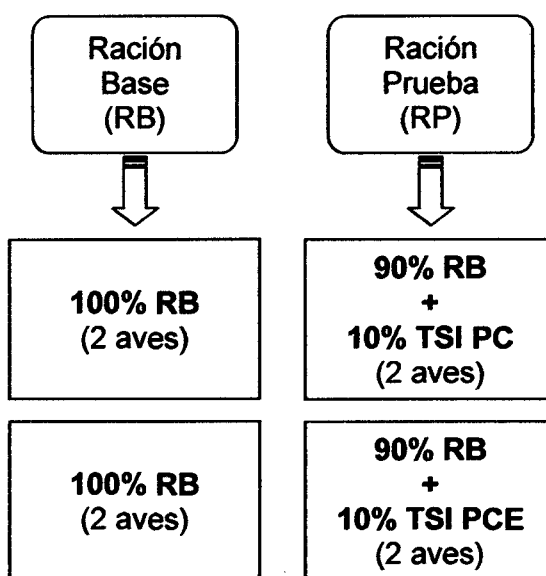 Ración
Base
(RB)
Ración
Prueba
(RP)
100% RB
(2 aves)
90% RB
+
10% TSI PC
(2 aves)
100% RB
(2 aves)
90% RB
+
10% TSI PCE
(2 aves)